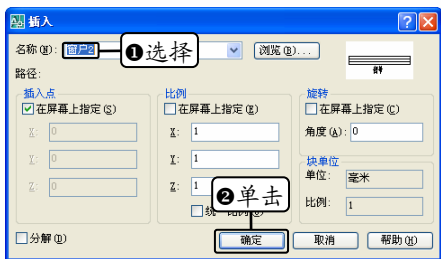 插入
名称(N): 窗户2
❶选择
浏览(B)...
路径:
插入点
☑在屏幕上指定(S)
X: 0
Y: 0
Z: 0
比例
□在屏幕上指定(E)
X: 1
Y: 1
Z: 1
旋转
□在屏幕上指定(C)
角度(A): 0
块单位
单位: 毫米
比例: 1
❷单击
□分解(D)
确定
取消
帮助(H)